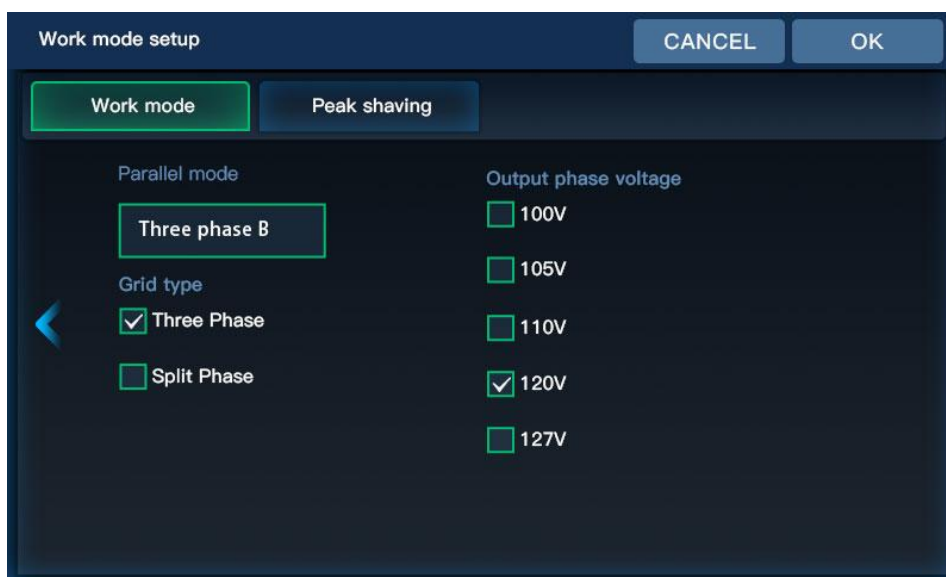 Work mode setup
CANCEL
OK
Work mode
Peak shaving
Parallel mode
Three phase B
Grid type
Three Phase
Split Phase
Output phase voltage
100V
105V
110V
120V
127V